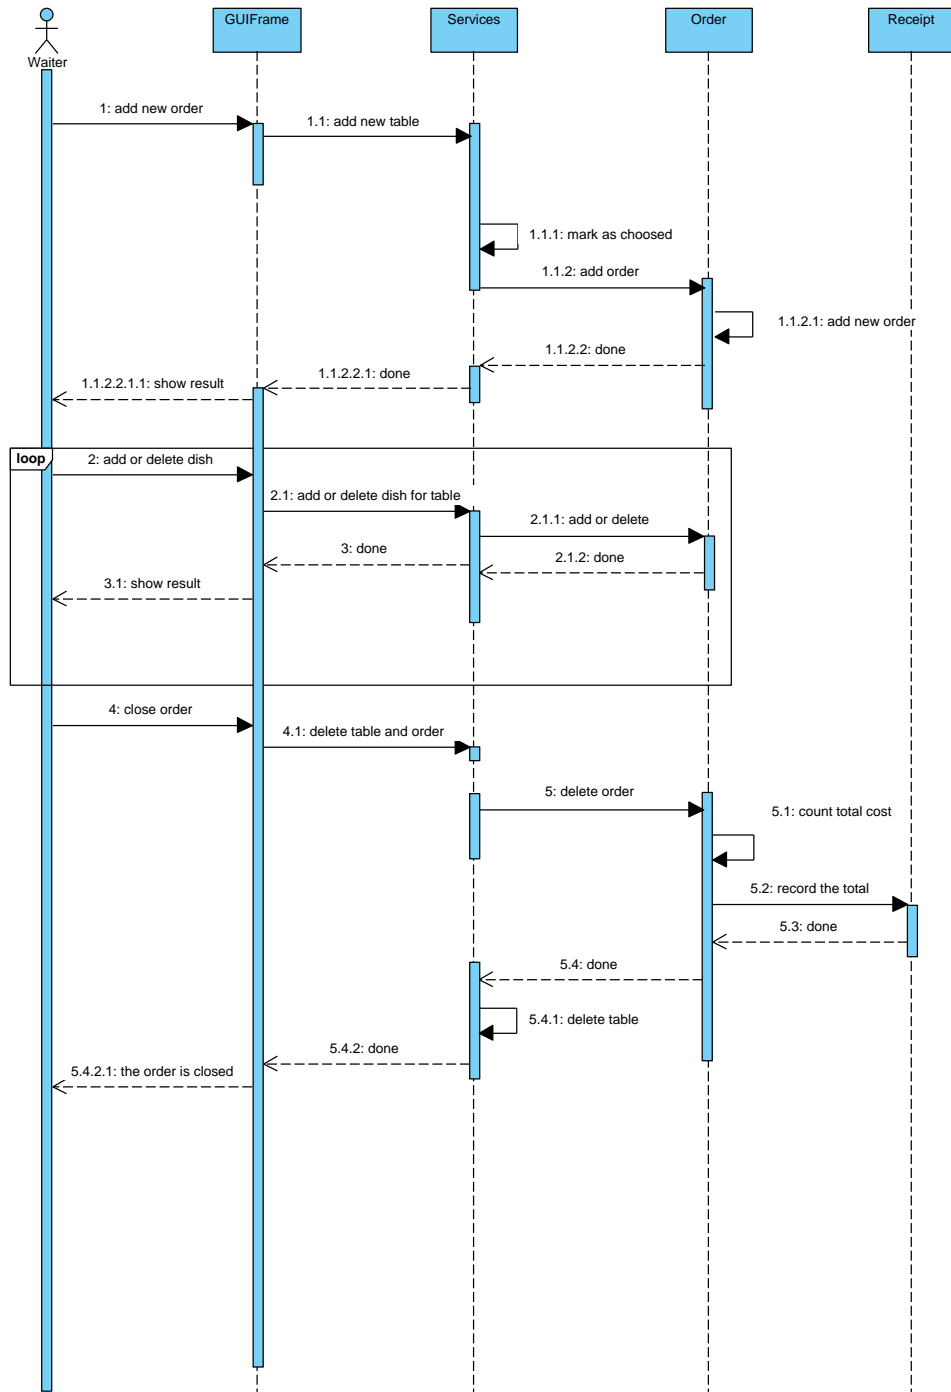 GUIFrame
Services
Order
Receipt
Waiter
1: add new order
1.1: add new table
1.1.1: mark as choosed
1.1.2: add order
1.1.2.1: add new order
1.1.2.2: done
1.1.2.2.1: done
1.1.2.2.1.1: show result
loop
2: add or delete dish
2.1: add or delete dish for table
2.1.1: add or delete
3: done
2.1.2: done
3.1: show result
4: close order
4.1: delete table and order
5: delete order
5.1: count total cost
5.2: record the total
5.3: done
5.4: done
5.4.1: delete table
5.4.2: done
5.4.2.1: the order is closed